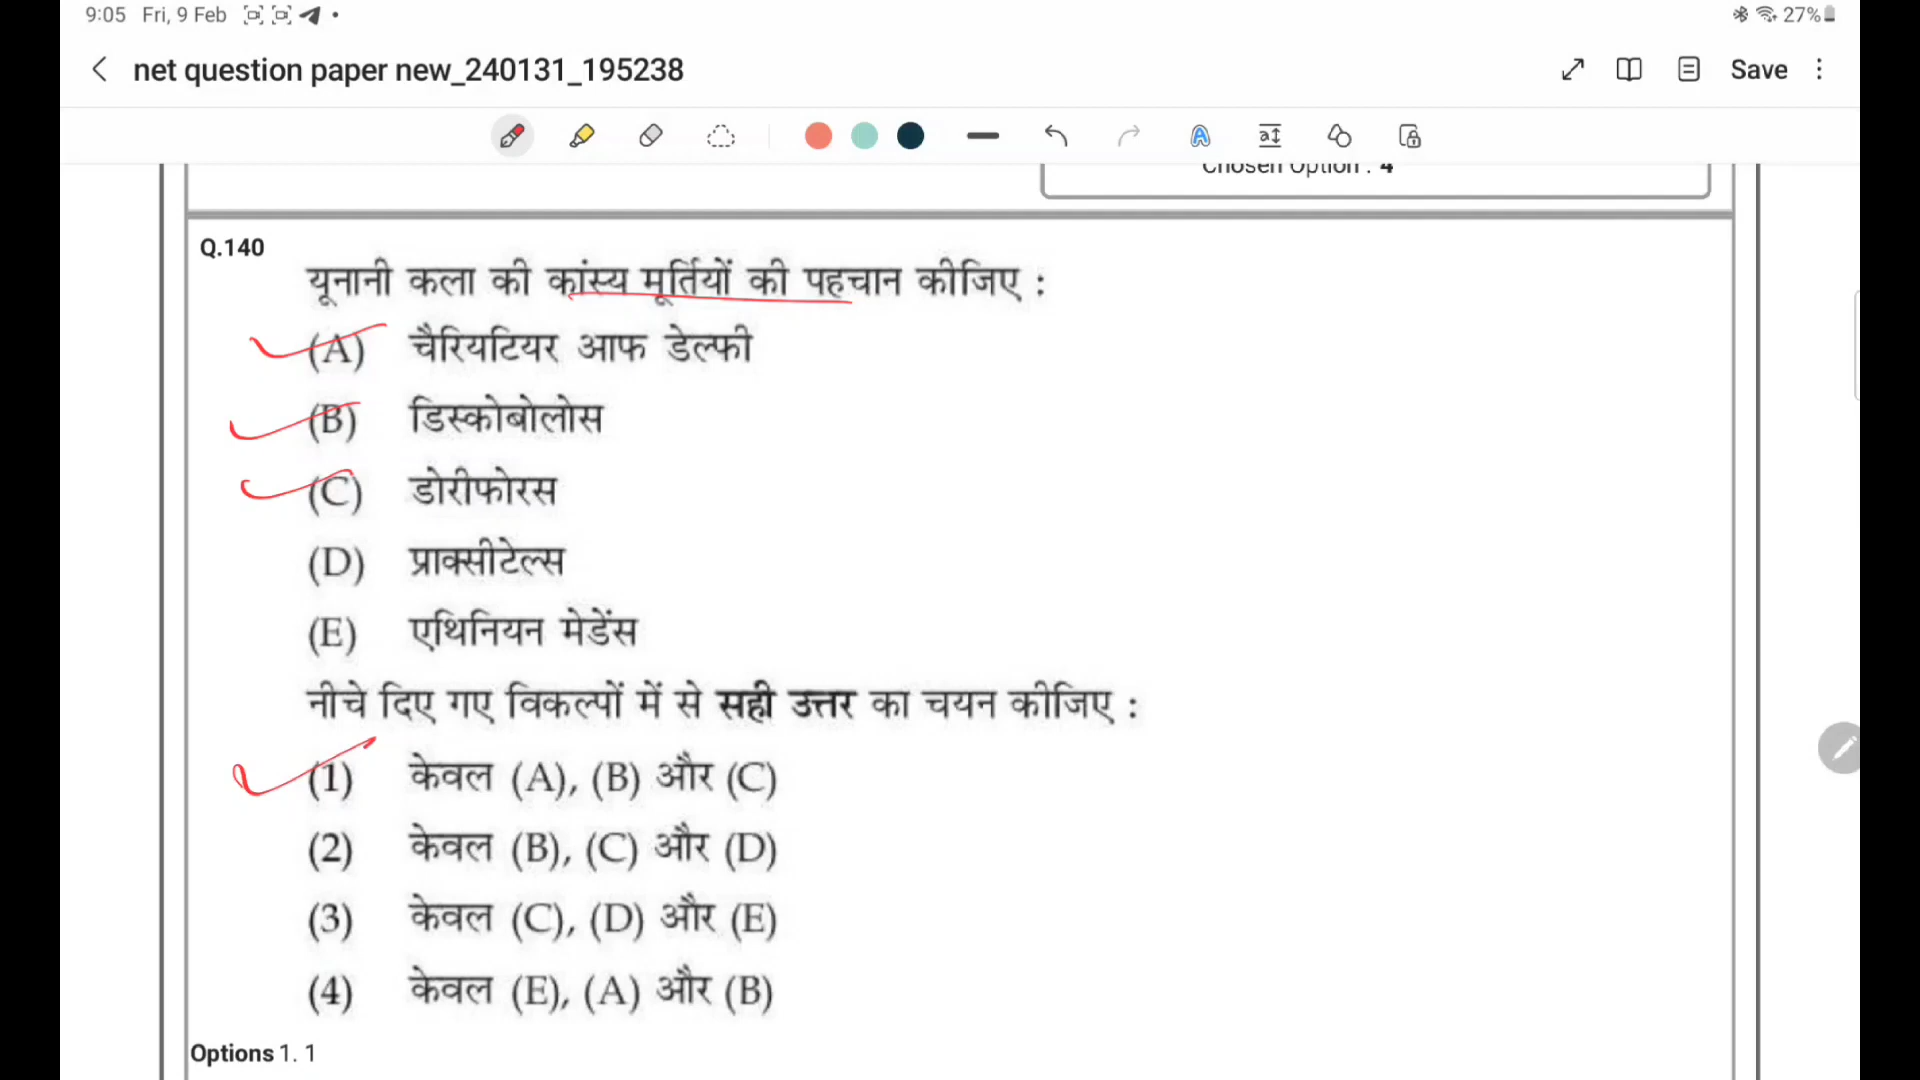 9:05 Fri, 9 Feb
27%
net question paper new_240131_195238
Save
Chosen Option : 4
Q.140
यूनानी कला की कांस्य मूर्तियों की पहचान कीजिए :
(A) चैरियटियर आफ डेल्फी
(B) डिस्कोबोलोस
(C) डोरीफोरस
(D) प्राक्सीटेल्स
(E) एथिनियन मेडेंस
नीचे दिए गए विकल्पों में से सही उत्तर का चयन कीजिए :
(1) केवल (A), (B) और (C)
(2) केवल (B), (C) और (D)
(3) केवल (C), (D) और (E)
(4) केवल (E), (A) और (B)
Options 1. 1